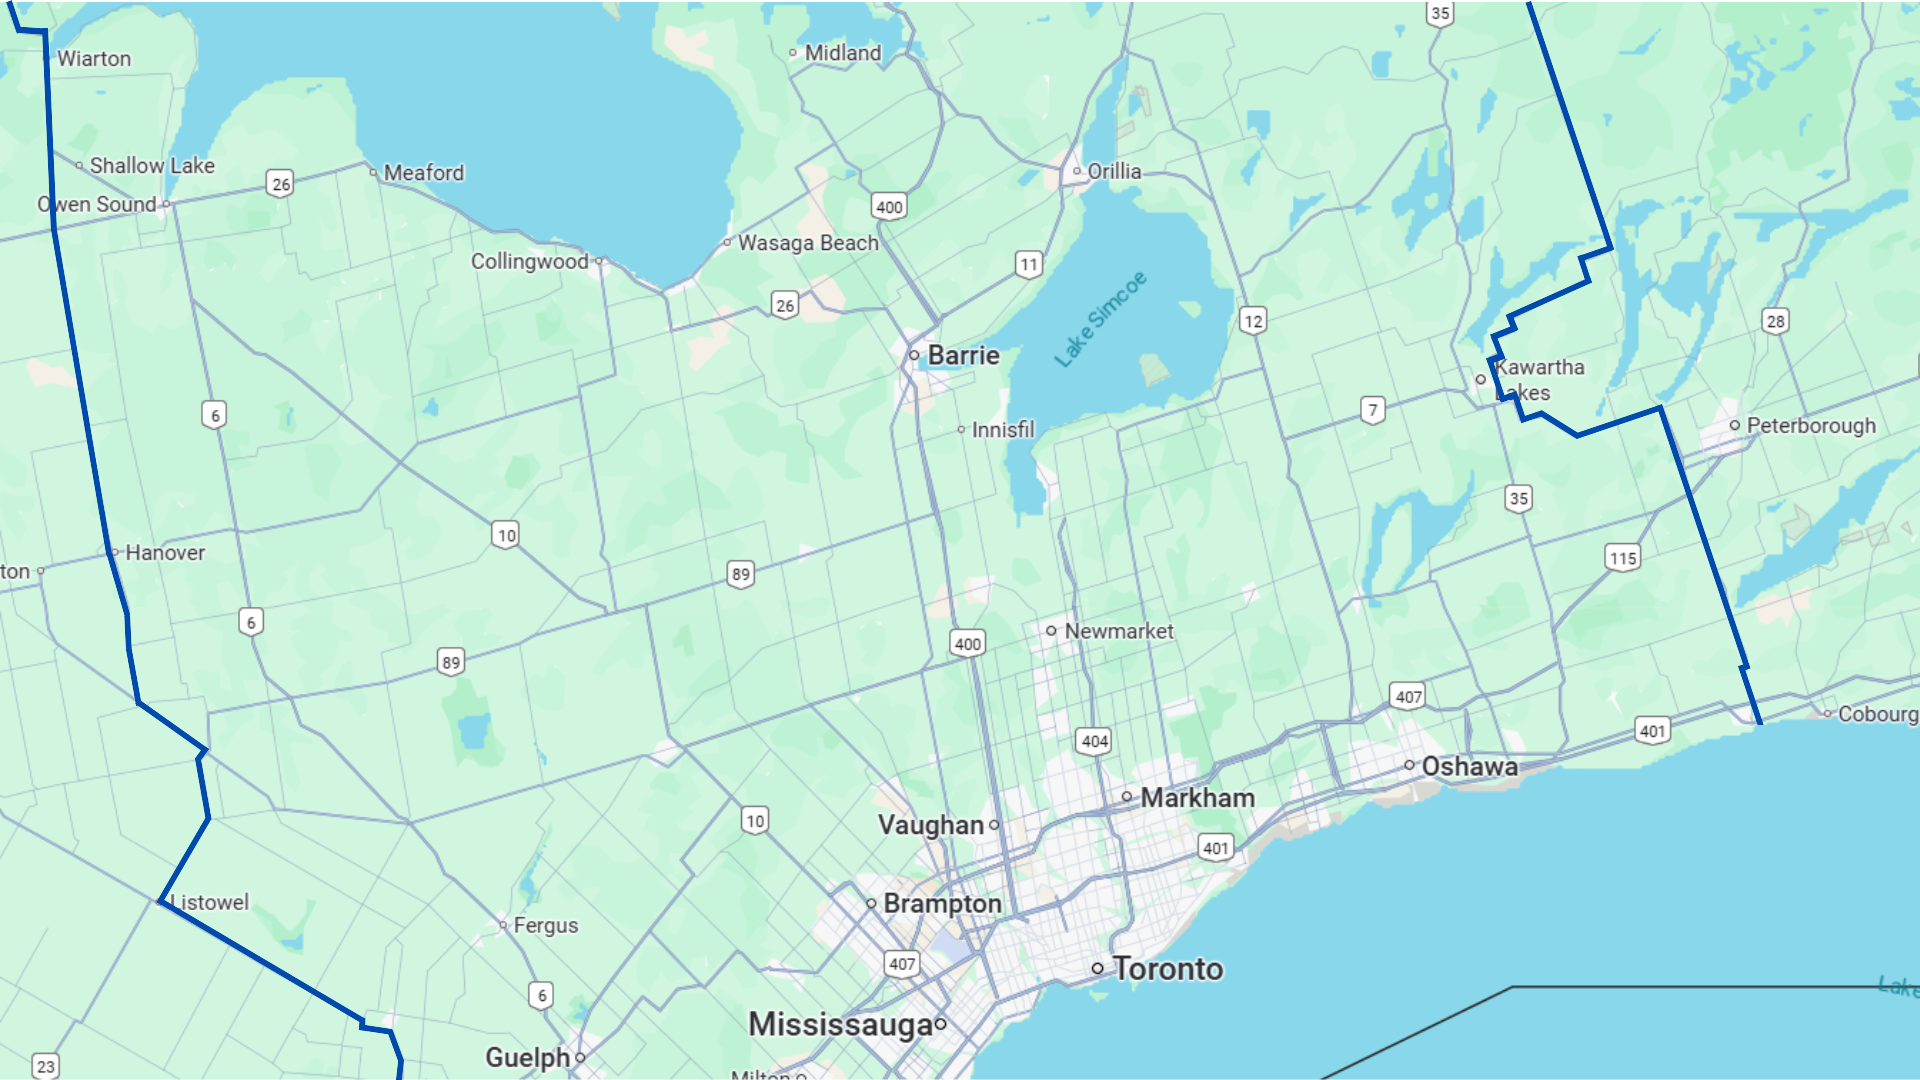 35
Wiarton
Midland
Shallow Lake
Meaford
26
Orillia
Owen Sound
400
Wasaga Beach
Collingwood
11
26
Lake Simcoe
12
28
Barrie
Kawartha
Lakes
6
7
Innisfil
Peterborough
35
10
Hanover
115
ton
89
6
Newmarket
400
89
407
Cobourg
401
404
Oshawa
Markham
10
Vaughan
401
Listowel
Brampton
Fergus
407
Toronto
Lake
6
Mississauga
Guelph
23
Milton